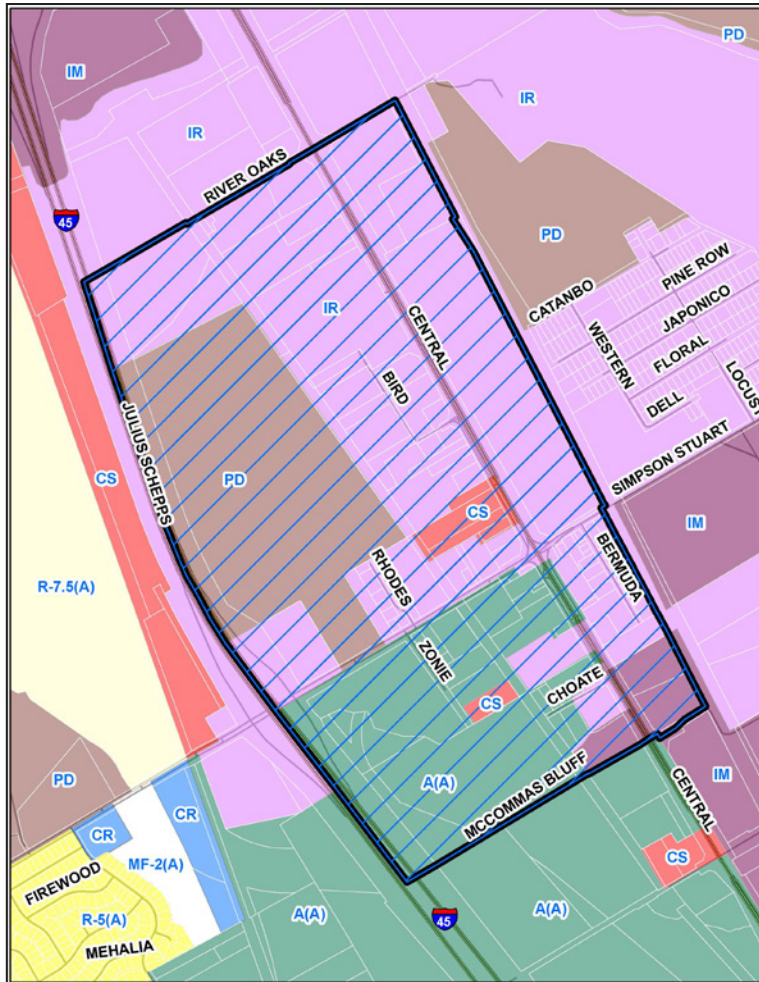 PD
IM
IR
IR
RIVER OAKS
45
PD
CATANBO
PINE ROW
JAPONICO
WESTERN
FLORAL
LOCUST
DELL
IR
CENTRAL
BIRD
JULIUS SCHEPPS
SIMPSON STUART
CS
PD
CS
IM
BERMUDA
R-7.5(A)
RHODES
ZONIE
CS
CHOATE
A(A)
MCCOMMAS BLUFF
CENTRAL
IM
PD
CR
CR
MF-2(A)
FIREWOOD
R-5(A)
MEHALIA
A(A)
45
A(A)
CS